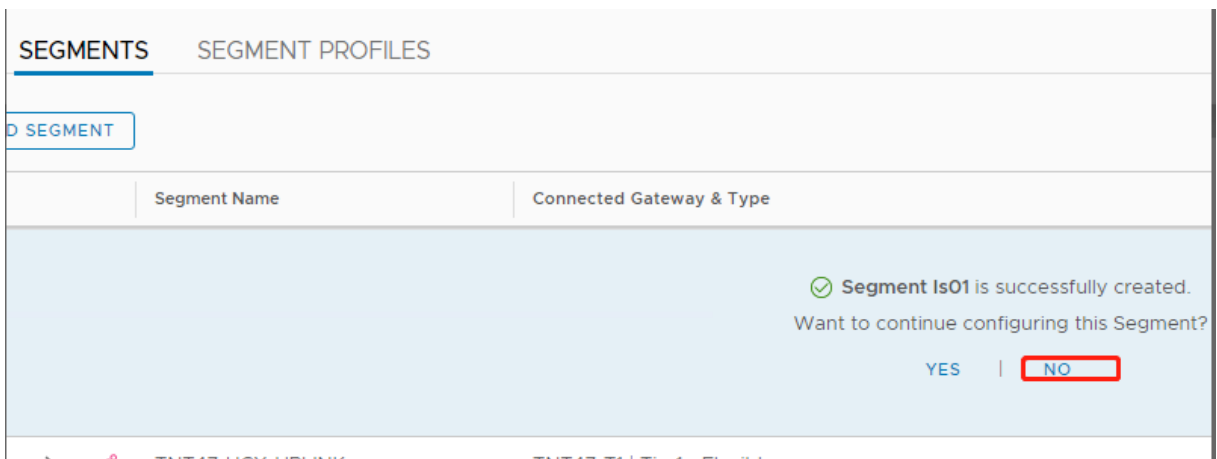 SEGMENTS SEGMENT PROFILES
D SEGMENT
Segment Name Connected Gateway & Type
Segment ls01 is successfully created.
Want to continue configuring this Segment?
YES | NO